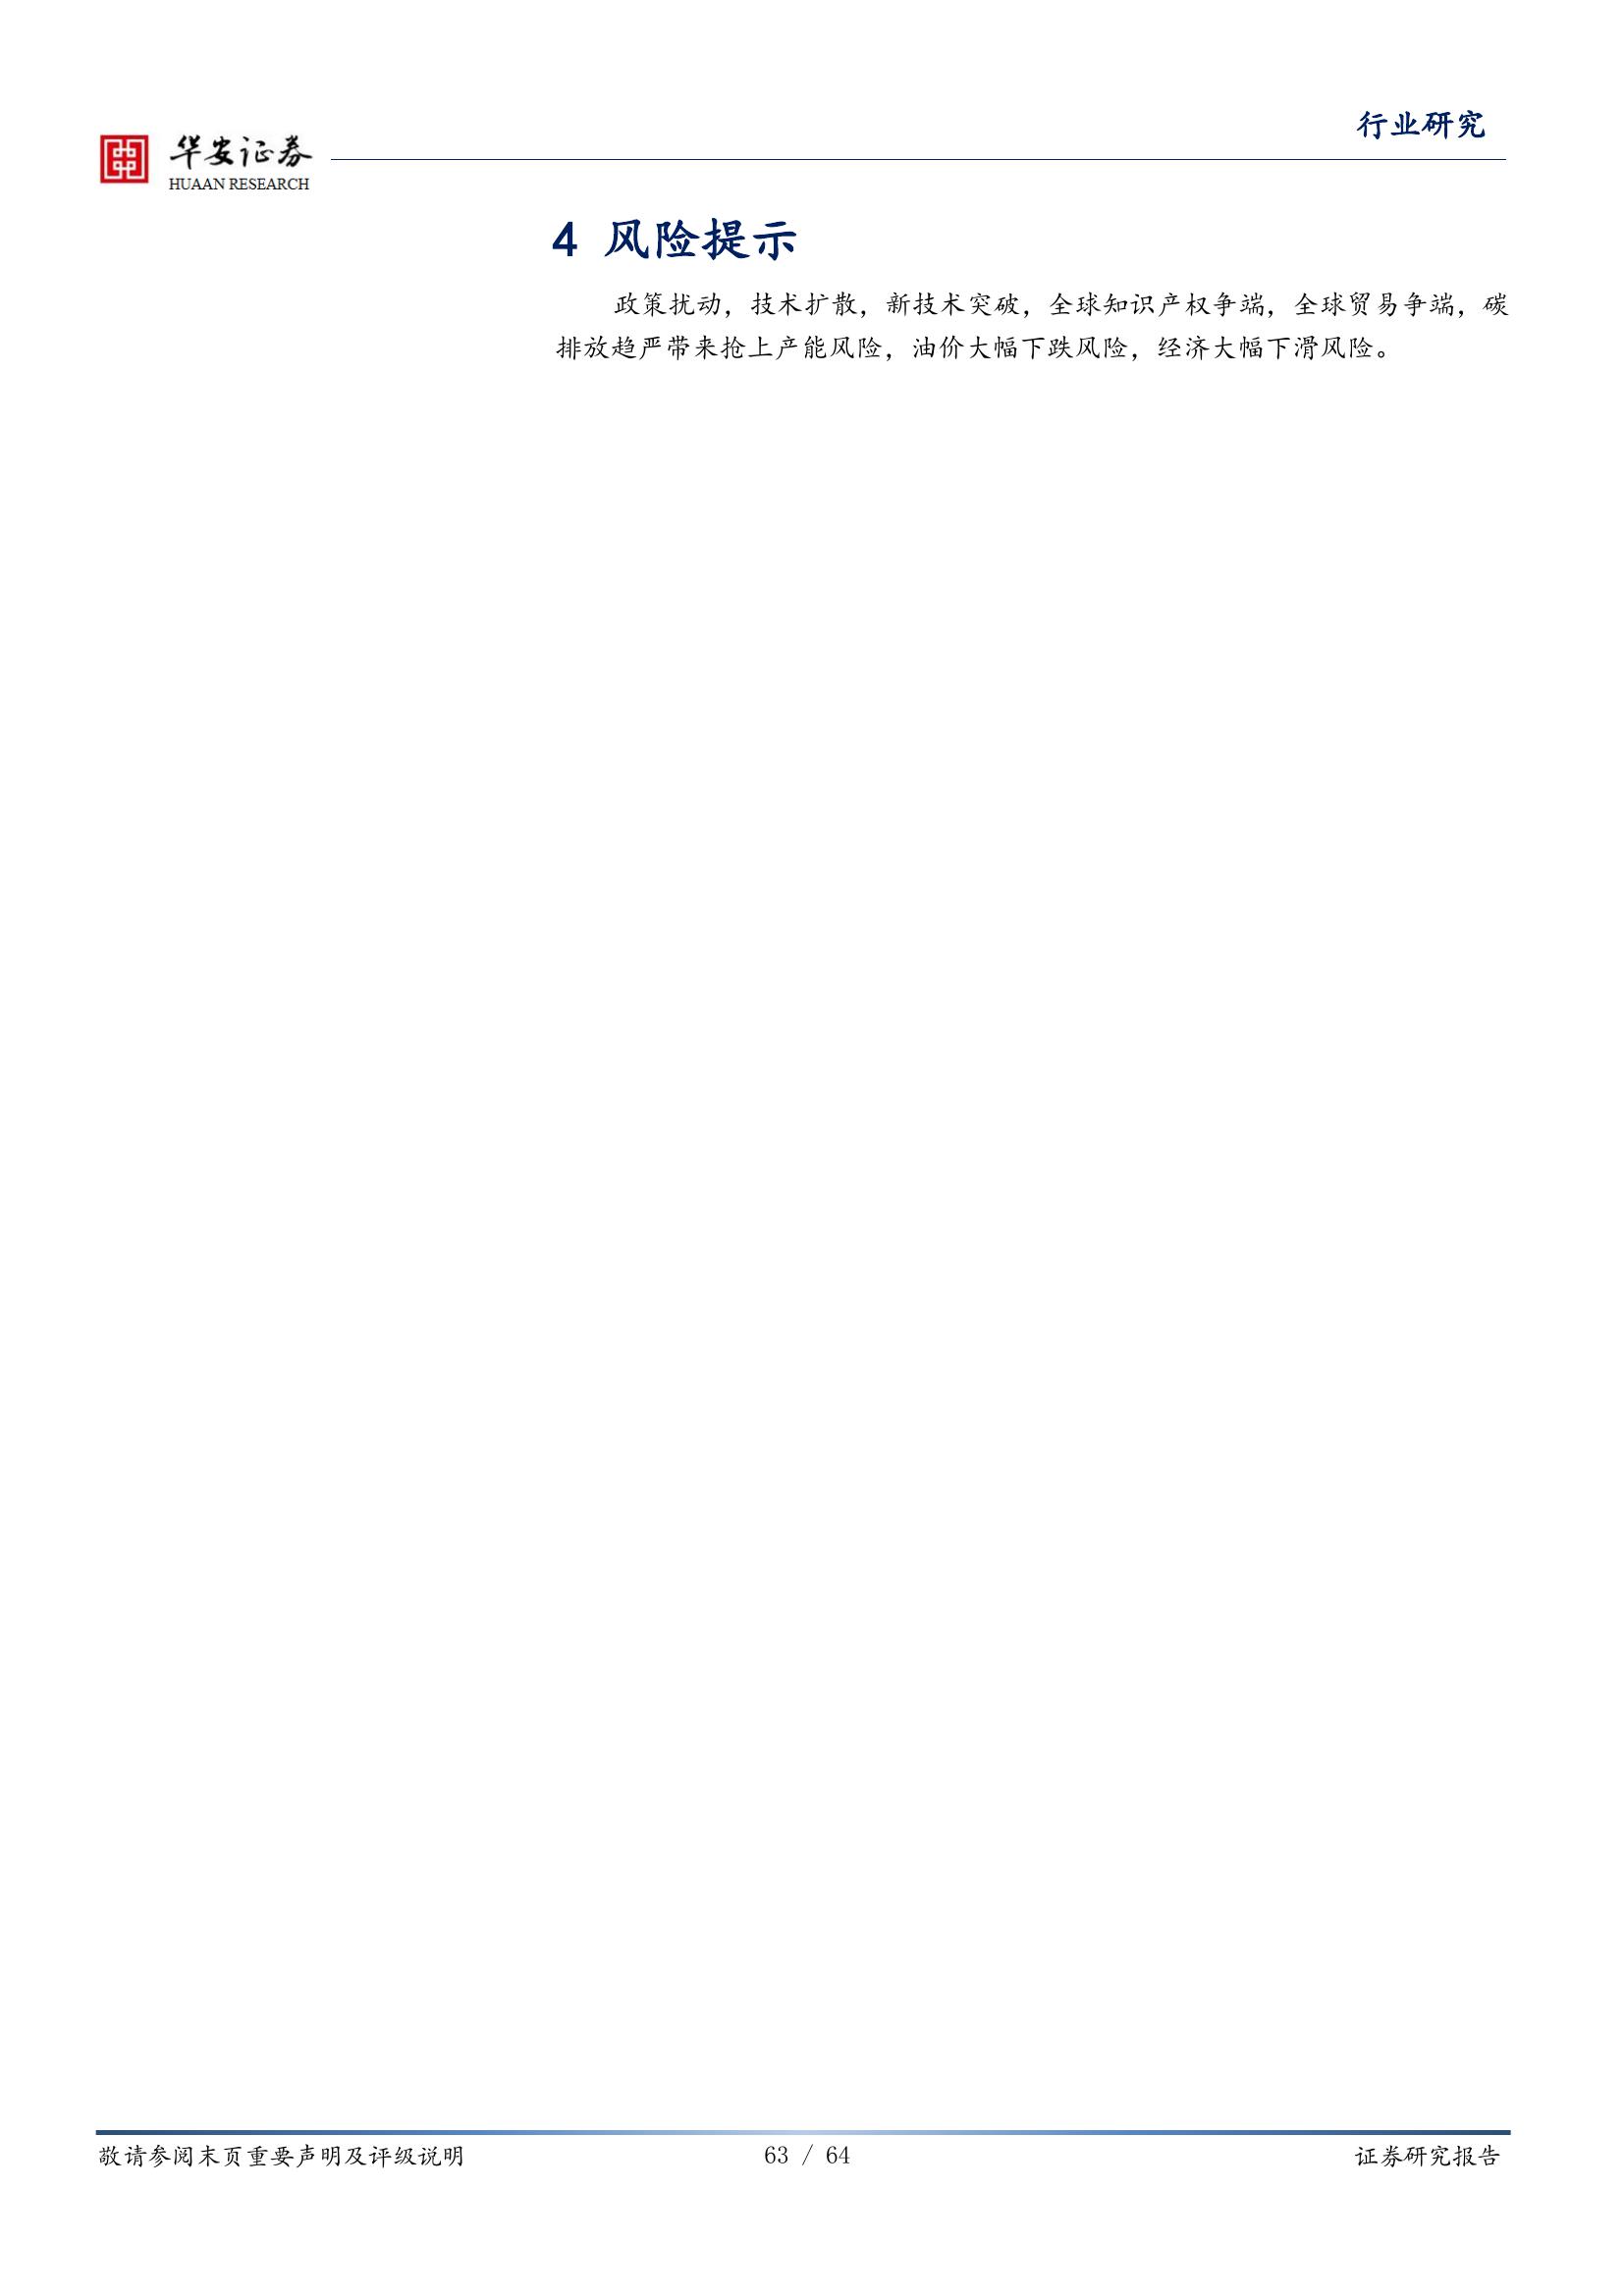 行业研究
华安证券
HUAAN RESEARCH
4 风险提示
政策扰动，技术扩散，新技术突破，全球知识产权争端，全球贸易争端，碳
排放趋严带来抢上产能风险，油价大幅下跌风险，经济大幅下滑风险。
敬请参阅末页重要声明及评级说明
63 / 64
证券研究报告